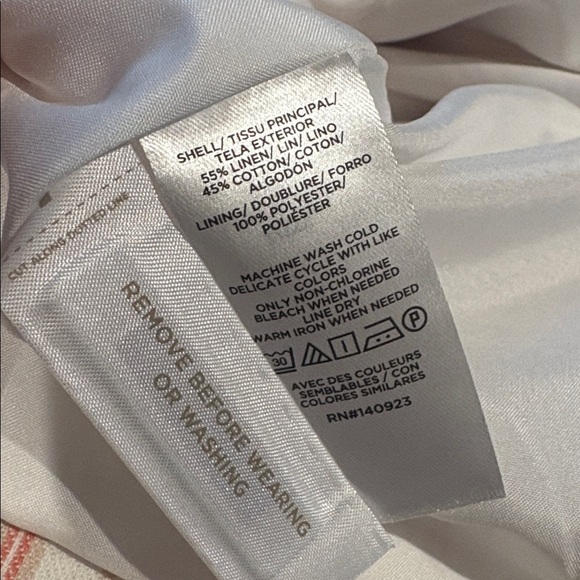 SHELL/ TISSU PRINCIPAL/
TELA EXTERIOR
55% LINEN/ LIN/ LINO
45% COTTON/ COTON/
ALGODÓN
LINING/ DOUBLURE/ FORRO
100% POLYESTER/
POLIÉSTER
MACHINE WASH COLD
DELICATE CYCLE WITH LIKE
COLORS
ONLY NON-CHLORINE
BLEACH WHEN NEEDED
LINE DRY
WARM IRON WHEN NEEDED
30 P
AVEC DES COULEURS
SEMBLABLES / CON
COLORES SIMILARES
RN#140923
CUT ALONG DOTTED LINE
REMOVE BEFORE WEARING
OR WASHING